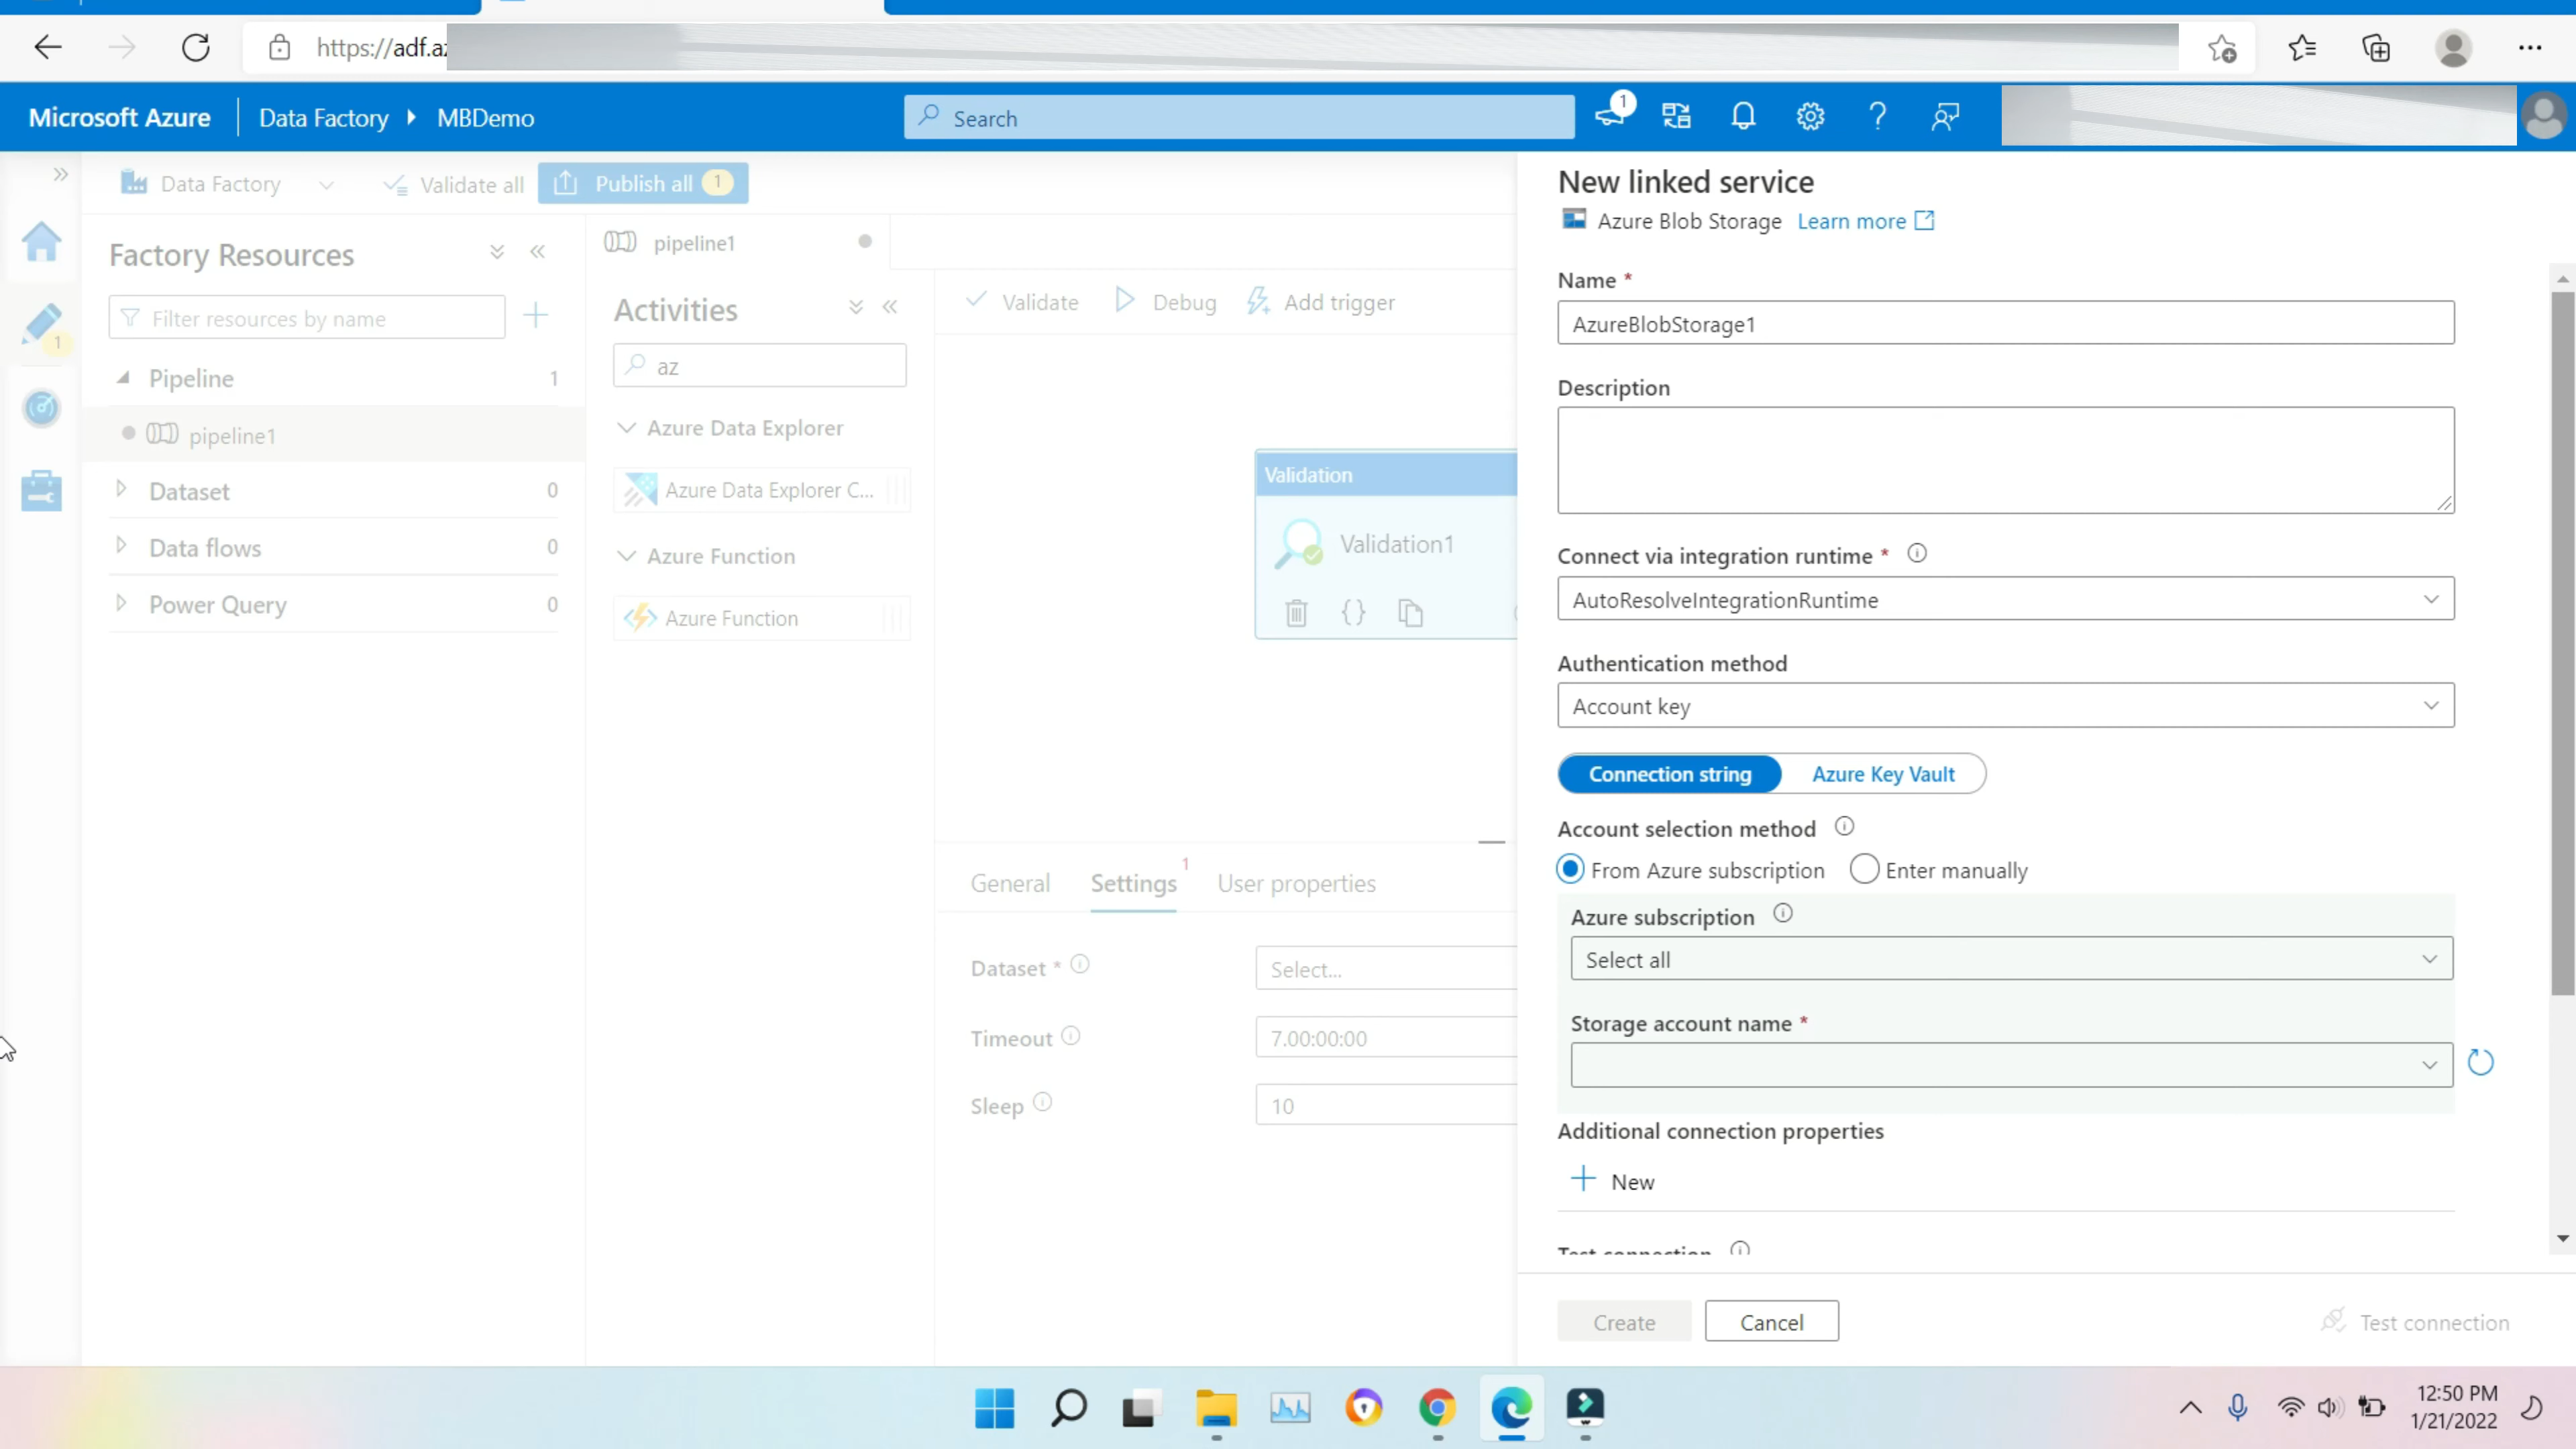 https://adf.az
Microsoft Azure
Data Factory
MBDemo
Search
1
Data Factory
Validate all
Publish all
1
New linked service
Azure Blob Storage
Learn more
Factory Resources
Filter resources by name
1
Pipeline
1
pipeline1
Dataset
0
Data flows
0
Power Query
0
pipeline1
Activities
az
Azure Data Explorer
Azure Data Explorer C...
Azure Function
Azure Function
Validate
Debug
Add trigger
Validation
Validation1
General
Settings
1
User properties
Dataset *
Select...
Timeout
7.00:00:00
Sleep
10
Name *
AzureBlobStorage1
Description
Connect via integration runtime *
AutoResolveIntegrationRuntime
Authentication method
Account key
Connection string
Azure Key Vault
Account selection method
From Azure subscription
Enter manually
Azure subscription
Select all
Storage account name *
Additional connection properties
New
Test connection
Create
Cancel
Test connection
12:50 PM
1/21/2022